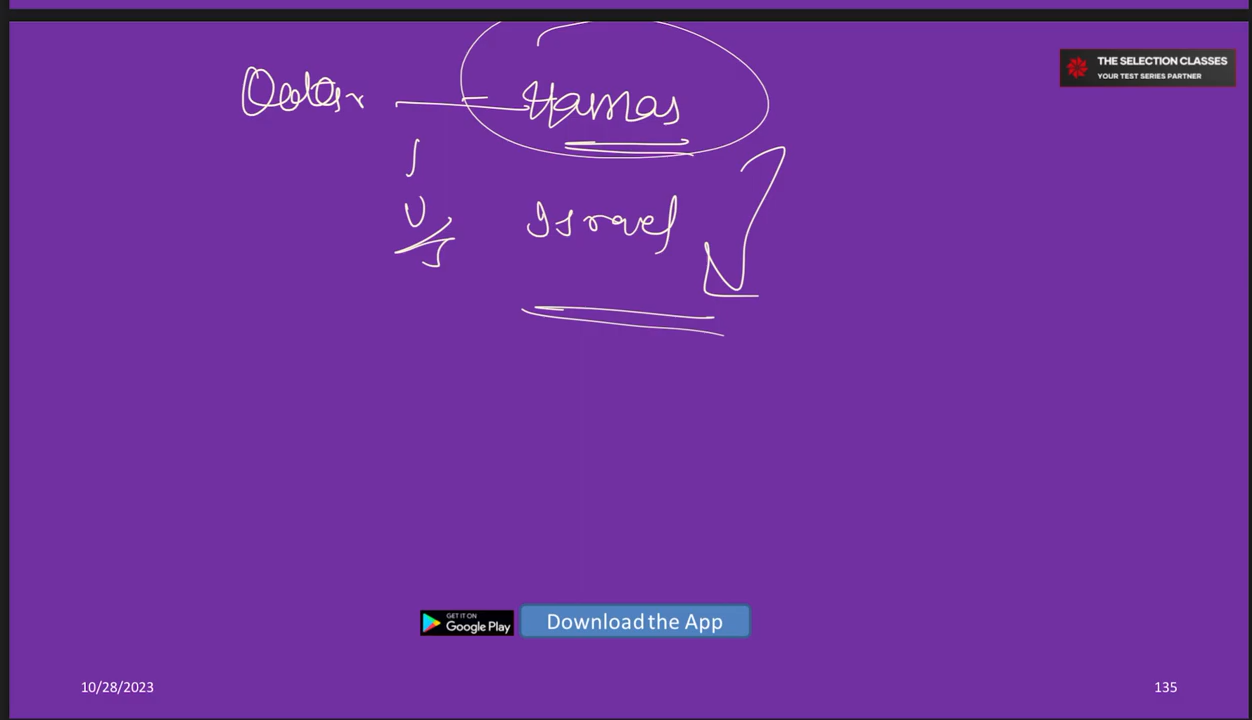 THE SELECTION CLASSES
YOUR TEST SERIES PARTNER
Qatar Hamas
V/s Israel
GET IT ON
Google Play
Download the App
10/28/2023
135